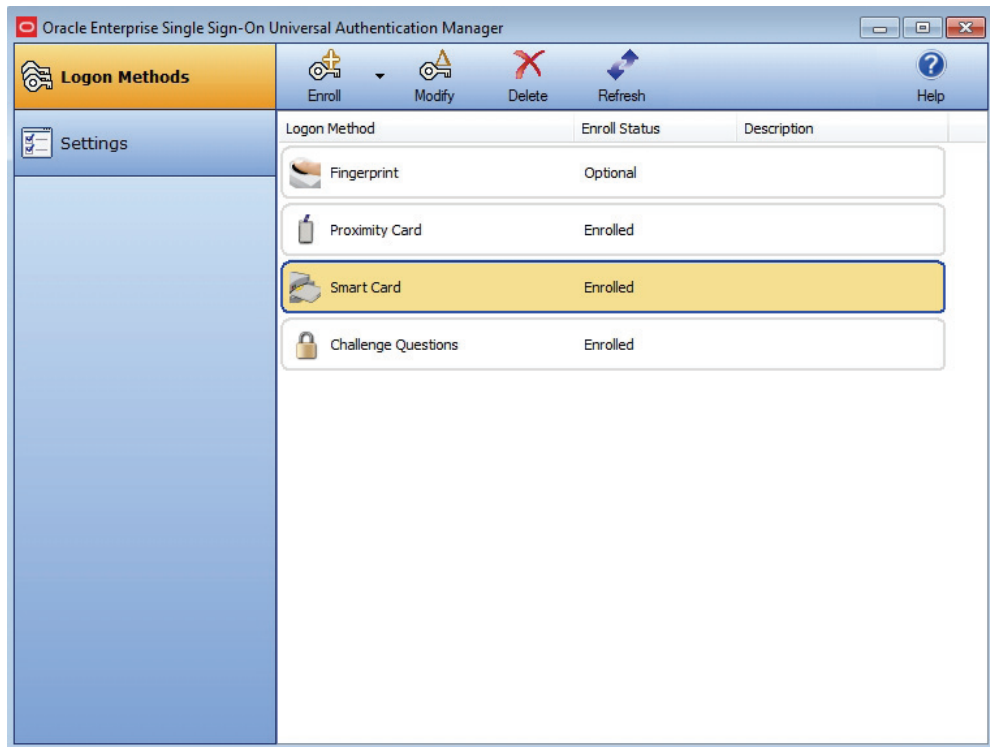 Oracle Enterprise Single Sign-On Universal Authentication Manager
Logon Methods
Enroll Modify Delete Refresh Help
Settings
Logon Method Enroll Status Description
Fingerprint Optional
Proximity Card Enrolled
Smart Card Enrolled
Challenge Questions Enrolled